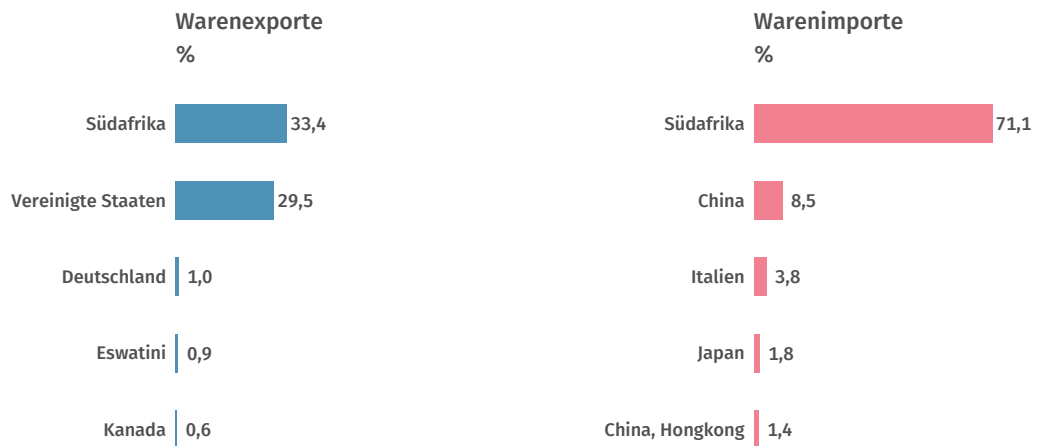 Warenexporte
%
Südafrika 33,4
Vereinigte Staaten 29,5
Deutschland 1,0
Eswatini 0,9
Kanada 0,6
Warenimporte
%
Südafrika 71,1
China 8,5
Italien 3,8
Japan 1,8
China, Hongkong 1,4